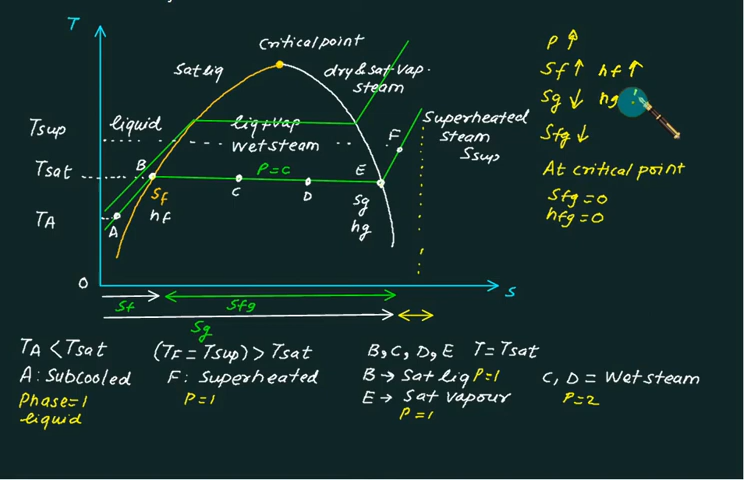 T
critical point
Sat liq
dry & sat vap.
steam
Tsup
liquid
liq+vap
wet steam
Superheated
steam
Ssup
F
Tsat
B
P=C
E
C
D
Sf
hf
Sg
hg
TA
A
0
S
Sf
Sfg
Sg
P ↑
Sf ↑ hf ↑
Sg ↓ hg
Sfg ↓
At critical point
Sfg=0
hfg=0
TA < Tsat
(TF = Tsup) > Tsat
B, C, D, E T = Tsat
A: Subcooled
F: Superheated
B → Sat liq P=1
C, D = Wet steam
Phase=1
P=1
E → Sat vapour
P=2
liquid
P=1